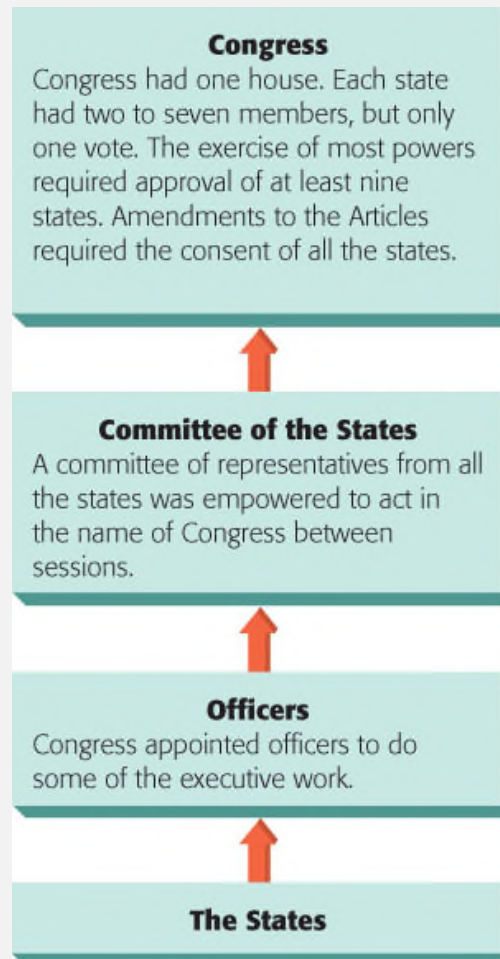 Congress
Congress had one house. Each state
had two to seven members, but only
one vote. The exercise of most powers
required approval of at least nine
states. Amendments to the Articles
required the consent of all the states.
Committee of the States
A committee of representatives from all
the states was empowered to act in
the name of Congress between
sessions.
Officers
Congress appointed officers to do
some of the executive work.
The States